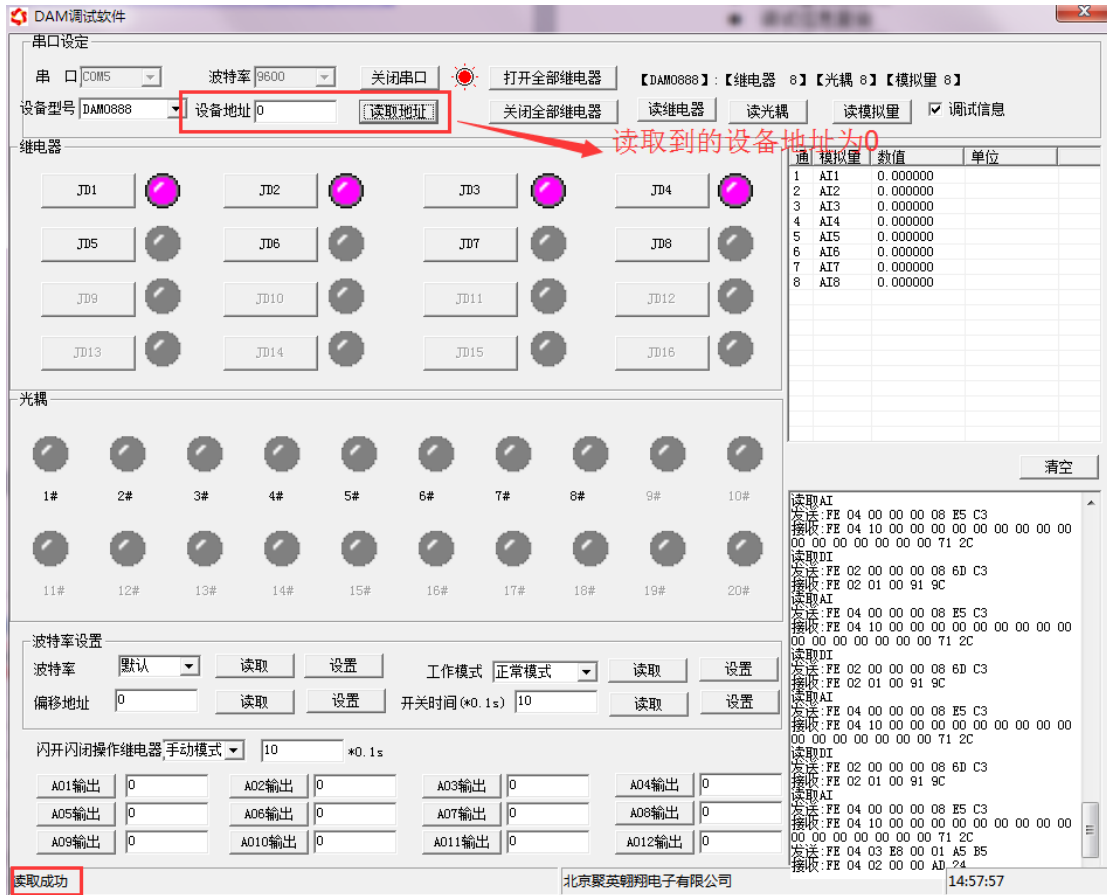 DAM调试软件
串口设定
串 口 COM5 波特率 9600 关闭串口 打开全部继电器 【DAM0888】:【继电器 8】【光耦 8】【模拟量 8】
设备型号 DAM0888 设备地址 0 读取地址 关闭全部继电器 读继电器 读光耦 读模拟量 调试信息
读取到的设备地址为0
继电器
JD1 JD2 JD3 JD4
JD5 JD6 JD7 JD8
JD9 JD10 JD11 JD12
JD13 JD14 JD15 JD16
通 模拟量 数值 单位
1 AI1 0.000000
2 AI2 0.000000
3 AI3 0.000000
4 AI4 0.000000
5 AI5 0.000000
6 AI6 0.000000
7 AI7 0.000000
8 AI8 0.000000
清空
光耦
1# 2# 3# 4# 5# 6# 7# 8# 9# 10#
11# 12# 13# 14# 15# 16# 17# 18# 19# 20#
读取AI
发送:FE 04 00 00 00 08 E5 C3
接收:FE 04 10 00 00 00 00 00 00 00 00 00
00 00 00 00 00 00 00 71 2C
读取DI
发送:FE 02 00 00 00 08 6D C3
接收:FE 02 01 00 91 9C
读取AI
发送:FE 04 00 00 00 08 E5 C3
接收:FE 04 10 00 00 00 00 00 00 00 00 00
00 00 00 00 00 00 00 71 2C
读取DI
发送:FE 02 00 00 00 08 6D C3
接收:FE 02 01 00 91 9C
读取AI
发送:FE 04 00 00 00 08 E5 C3
接收:FE 04 10 00 00 00 00 00 00 00 00 00
00 00 00 00 00 00 00 71 2C
读取DI
发送:FE 02 00 00 00 08 6D C3
接收:FE 02 01 00 91 9C
读取AI
发送:FE 04 00 00 00 08 E5 C3
接收:FE 04 10 00 00 00 00 00 00 00 00 00
00 00 00 00 00 00 00 71 2C
发送:FE 04 03 E8 00 01 A5 B5
接收:FE 04 02 00 00 AD 24
波特率设置
波特率 默认 读取 设置 工作模式 正常模式 读取 设置
偏移地址 0 读取 设置 开关时间(*0.1s) 10 读取 设置
闪开闪闭操作继电器 手动模式 10 *0.1s
AO1输出 0 AO2输出 0 AO3输出 0 AO4输出 0
AO5输出 0 AO6输出 0 AO7输出 0 AO8输出 0
AO9输出 0 AO10输出 0 AO11输出 0 AO12输出 0
读取成功 北京聚英翱翔电子有限公司 14:57:57